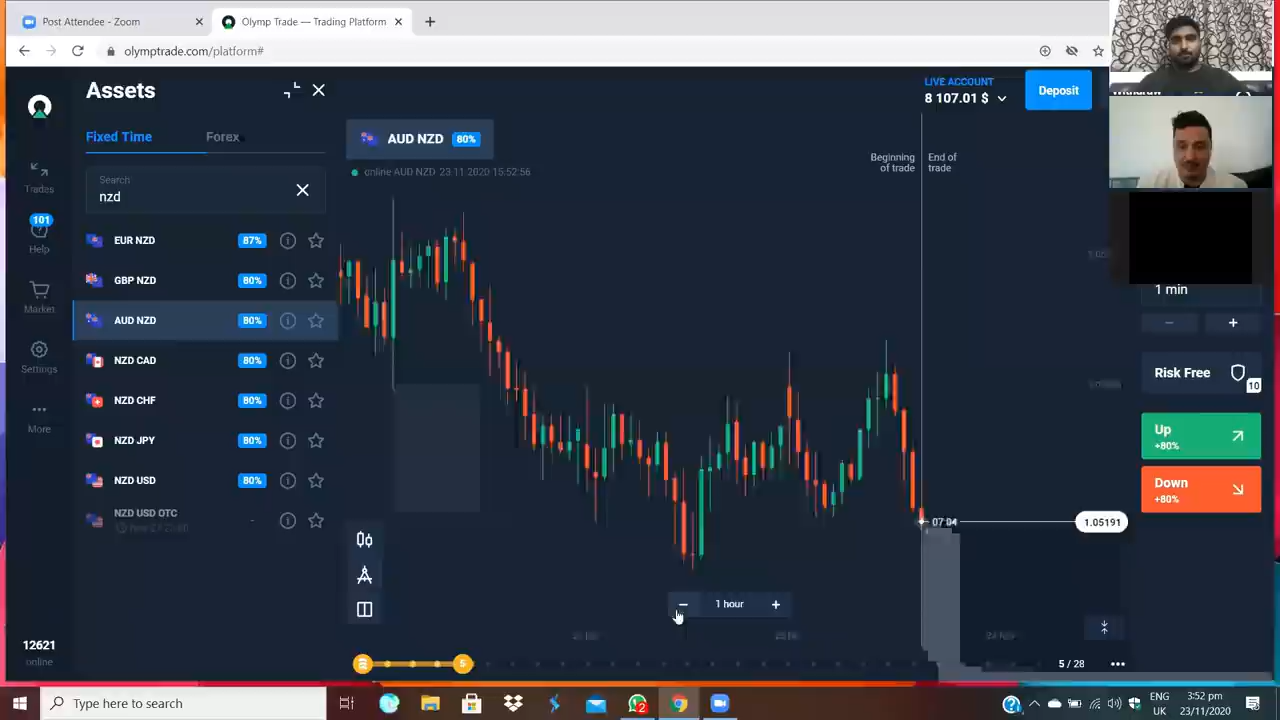 Post Attendee - Zoom
Olymp Trade — Trading Platform
olymptrade.com/platform#
Assets
LIVE ACCOUNT
8 107.01 $
Deposit
Fixed Time
Forex
AUD NZD 80%
Beginning of trade
End of trade
online AUD NZD 23.11.2020 15:52:56
Trades
Search
nzd
101
Help
EUR NZD 87%
GBP NZD 80%
Market
1 min
AUD NZD 80%
NZD CAD 80%
Settings
Risk Free
10
NZD CHF 80%
More
Up
+80%
NZD JPY 80%
NZD USD 80%
Down
+80%
NZD USD OTC -
1.05191
1 hour
12621
online
5
5 / 28
Type here to search
2
ENG
UK
3:52 pm
23/11/2020